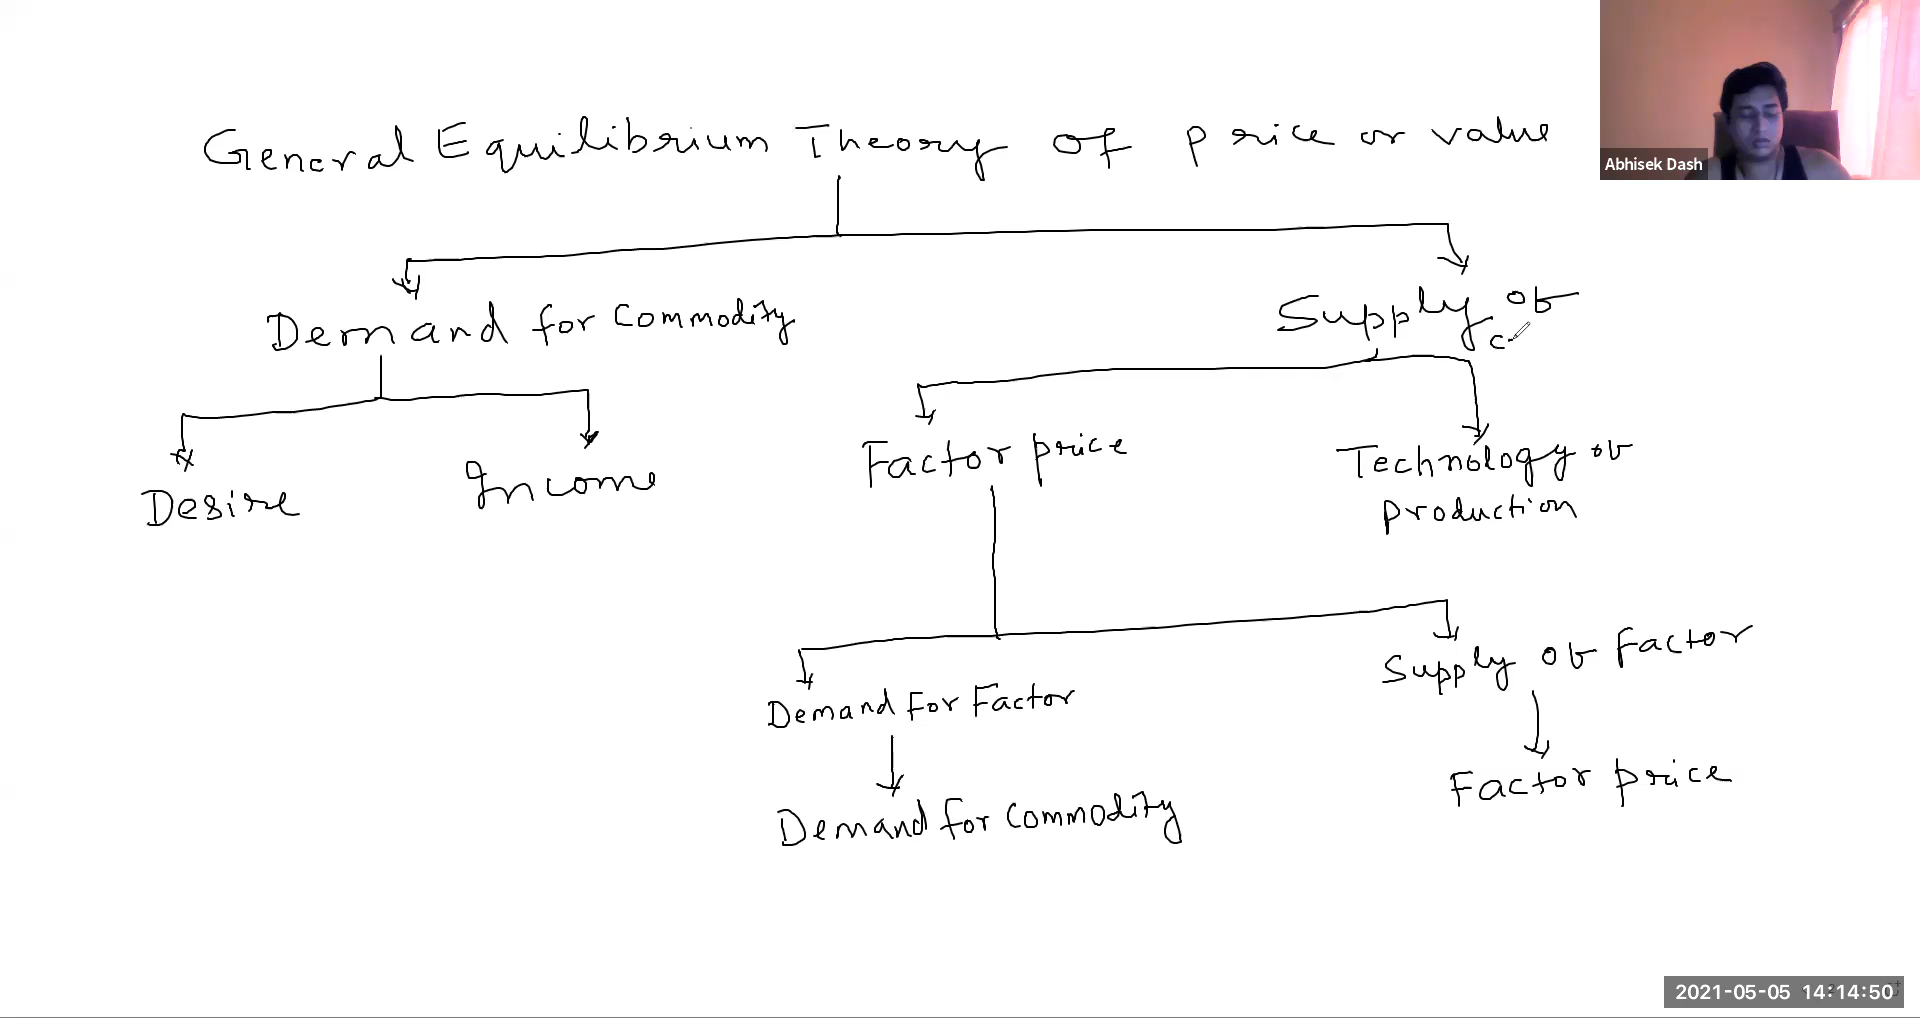 General Equilibrium Theory of price or value
Abhisek Dash
Demand for Commodity
Supply of
c
Desire
Income
Factor price
Technology of
production
Demand For Factor
Supply of Factor
Demand for Commodity
Factor price
2021-05-05 14:14:50